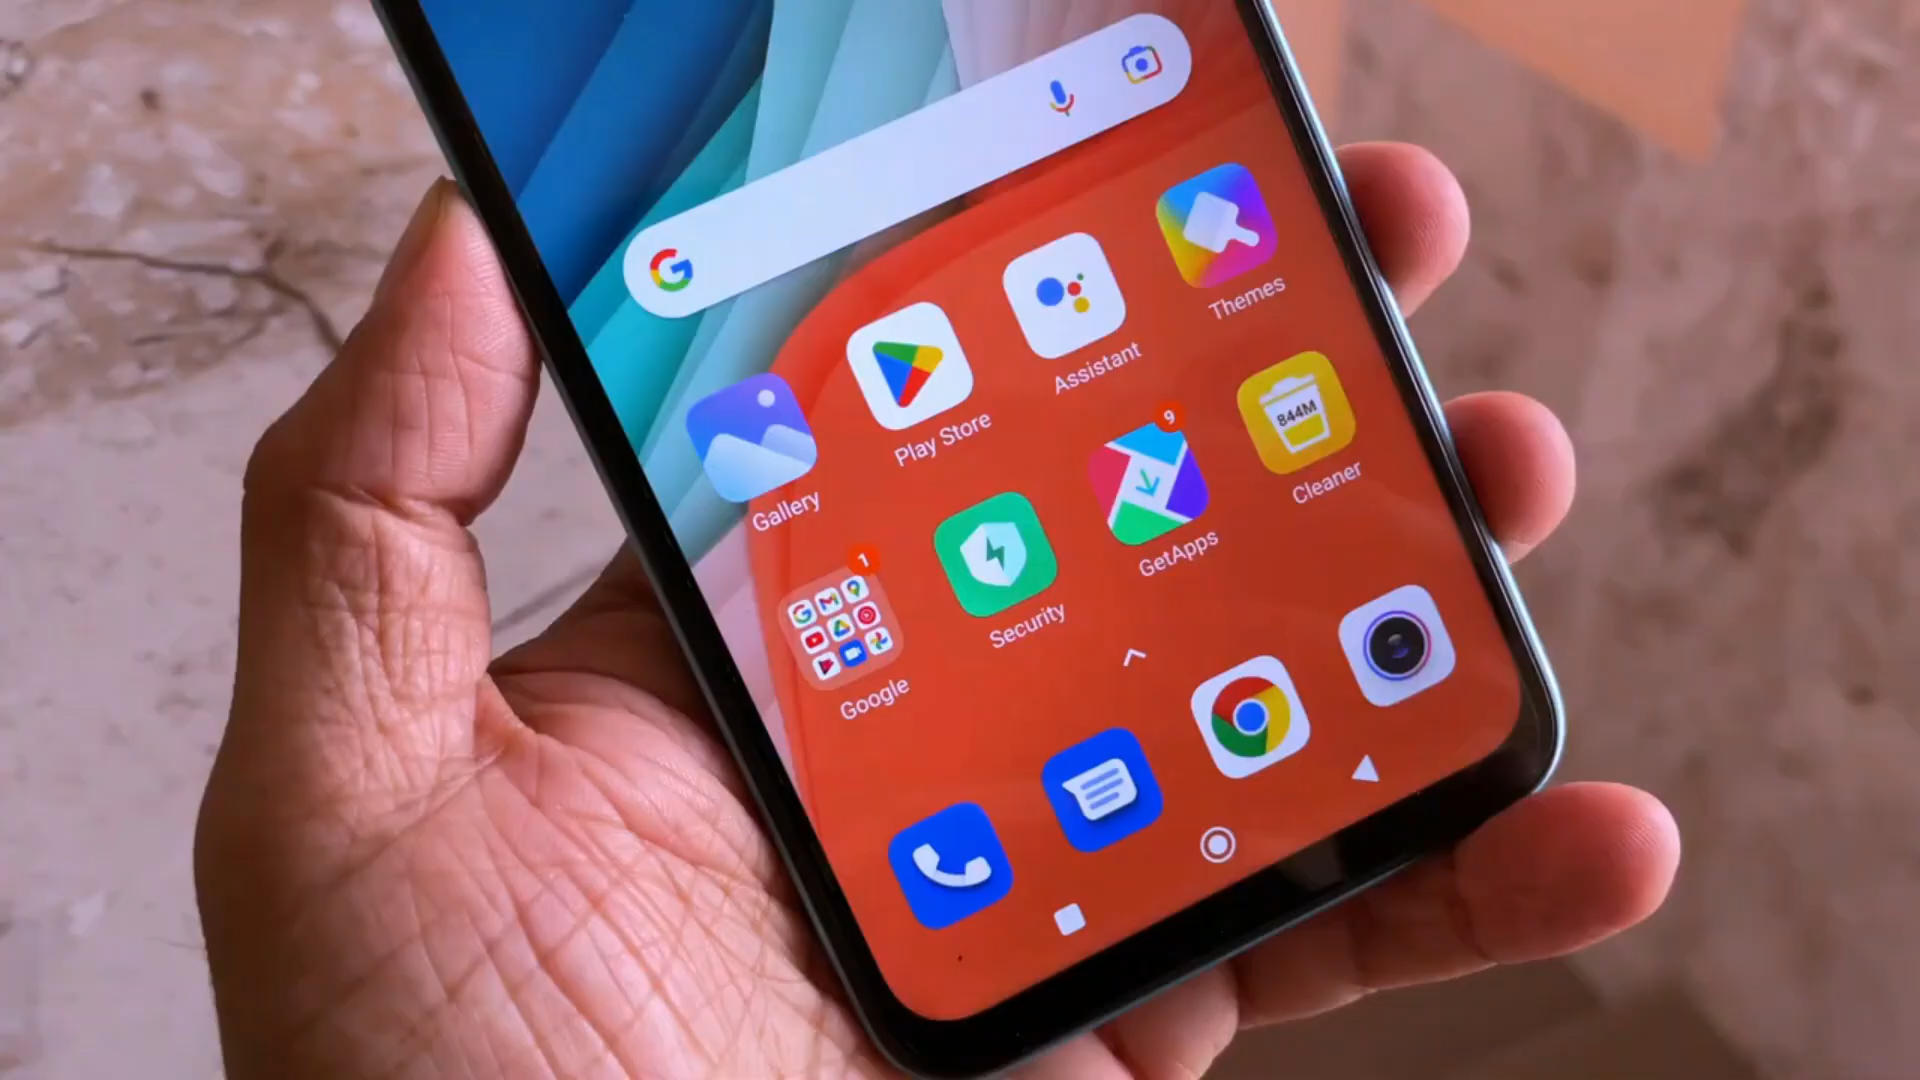 Gallery
Play Store
Assistant
Themes
1
Google
Security
9
GetApps
844M
Cleaner